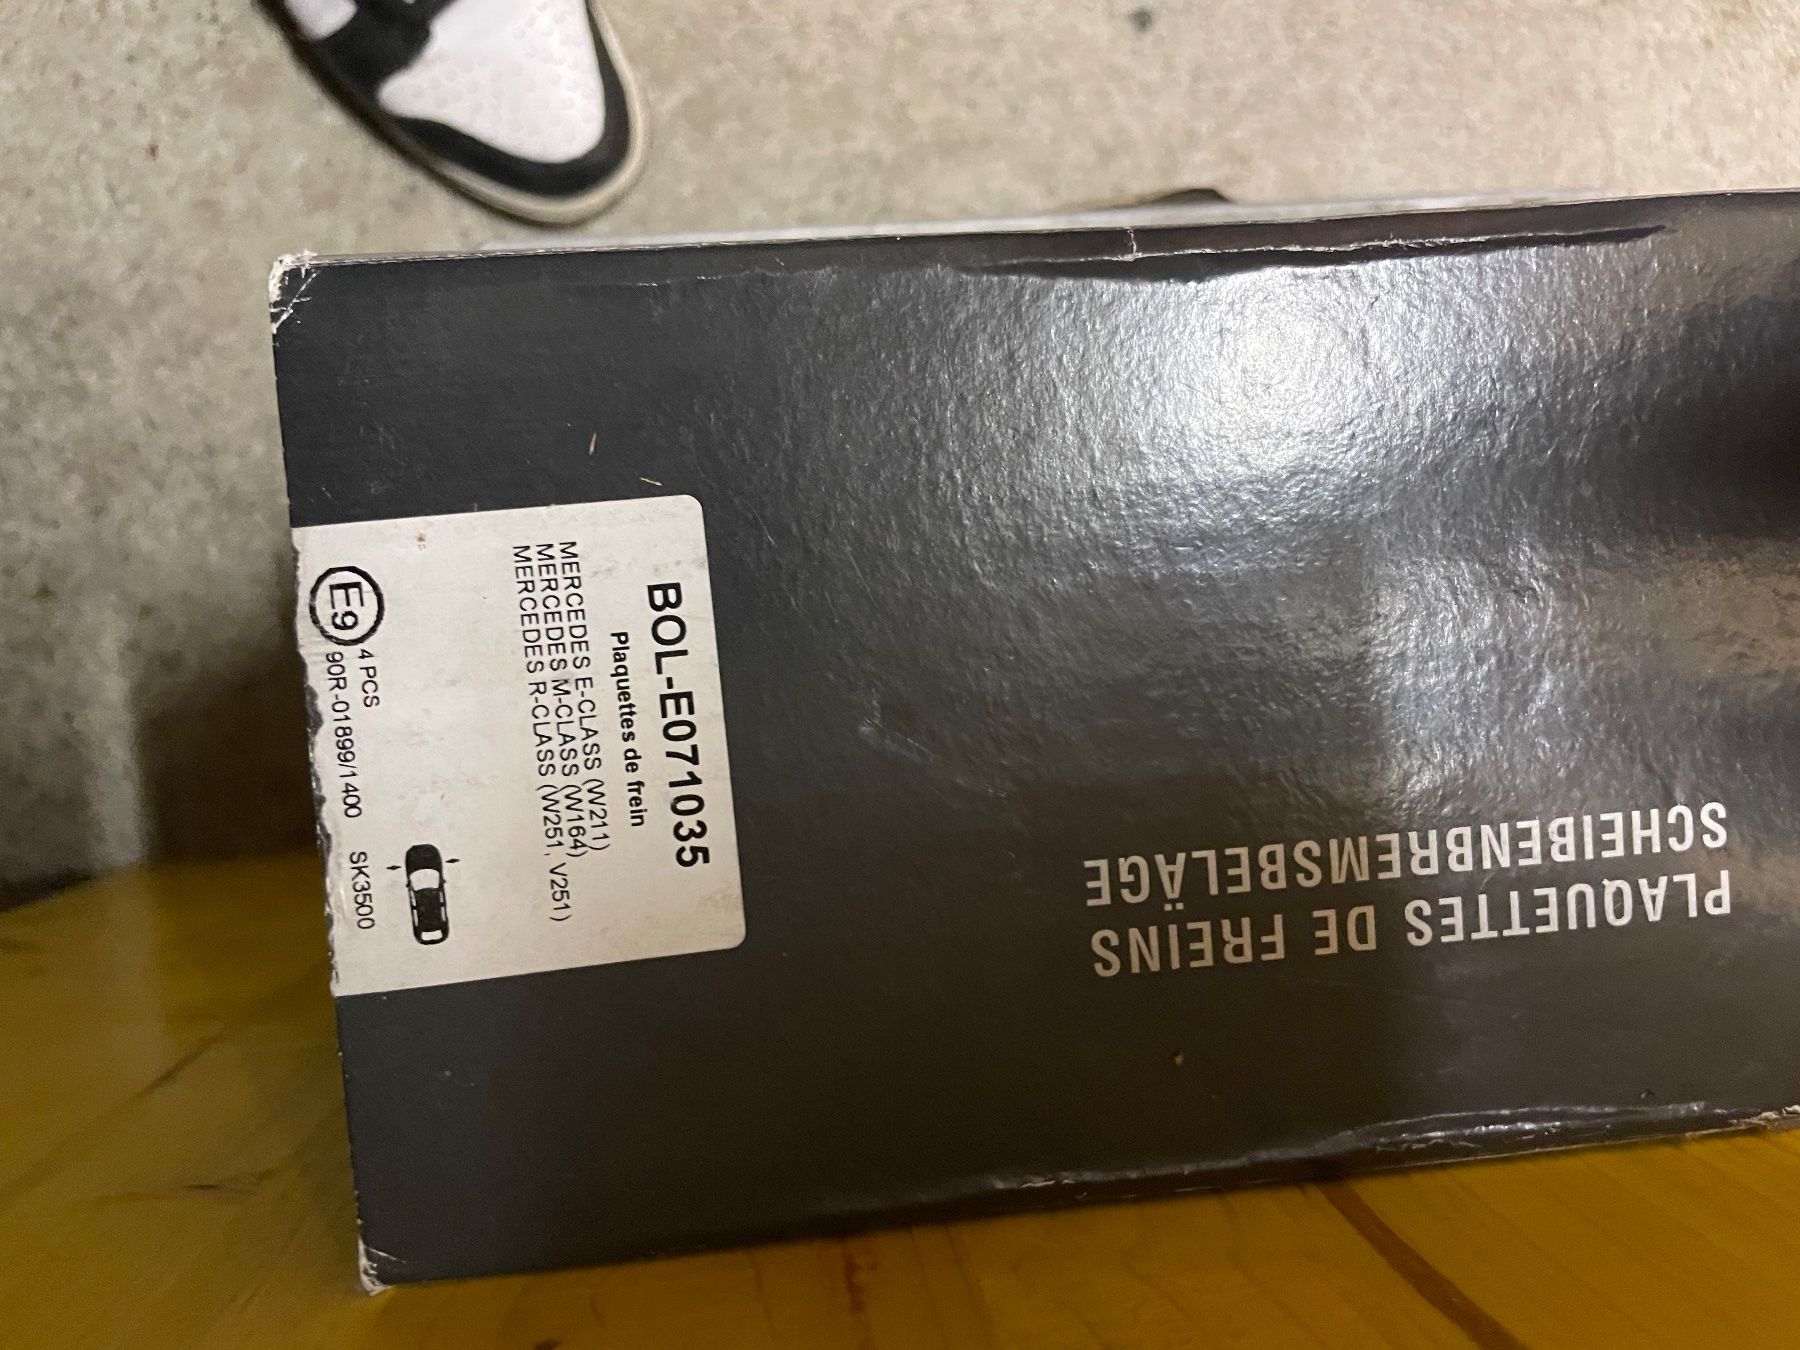 BOL-E071035
Plaquettes de frein
MERCEDES E-CLASS (W211),
MERCEDES M-CLASS (W164),
MERCEDES R-CLASS (W251, V251)
4 PCS
E9 90R-01899/1400 SK3500
PLAQUETTES DE FREINS
SCHEIBENBREMSBELÄGE